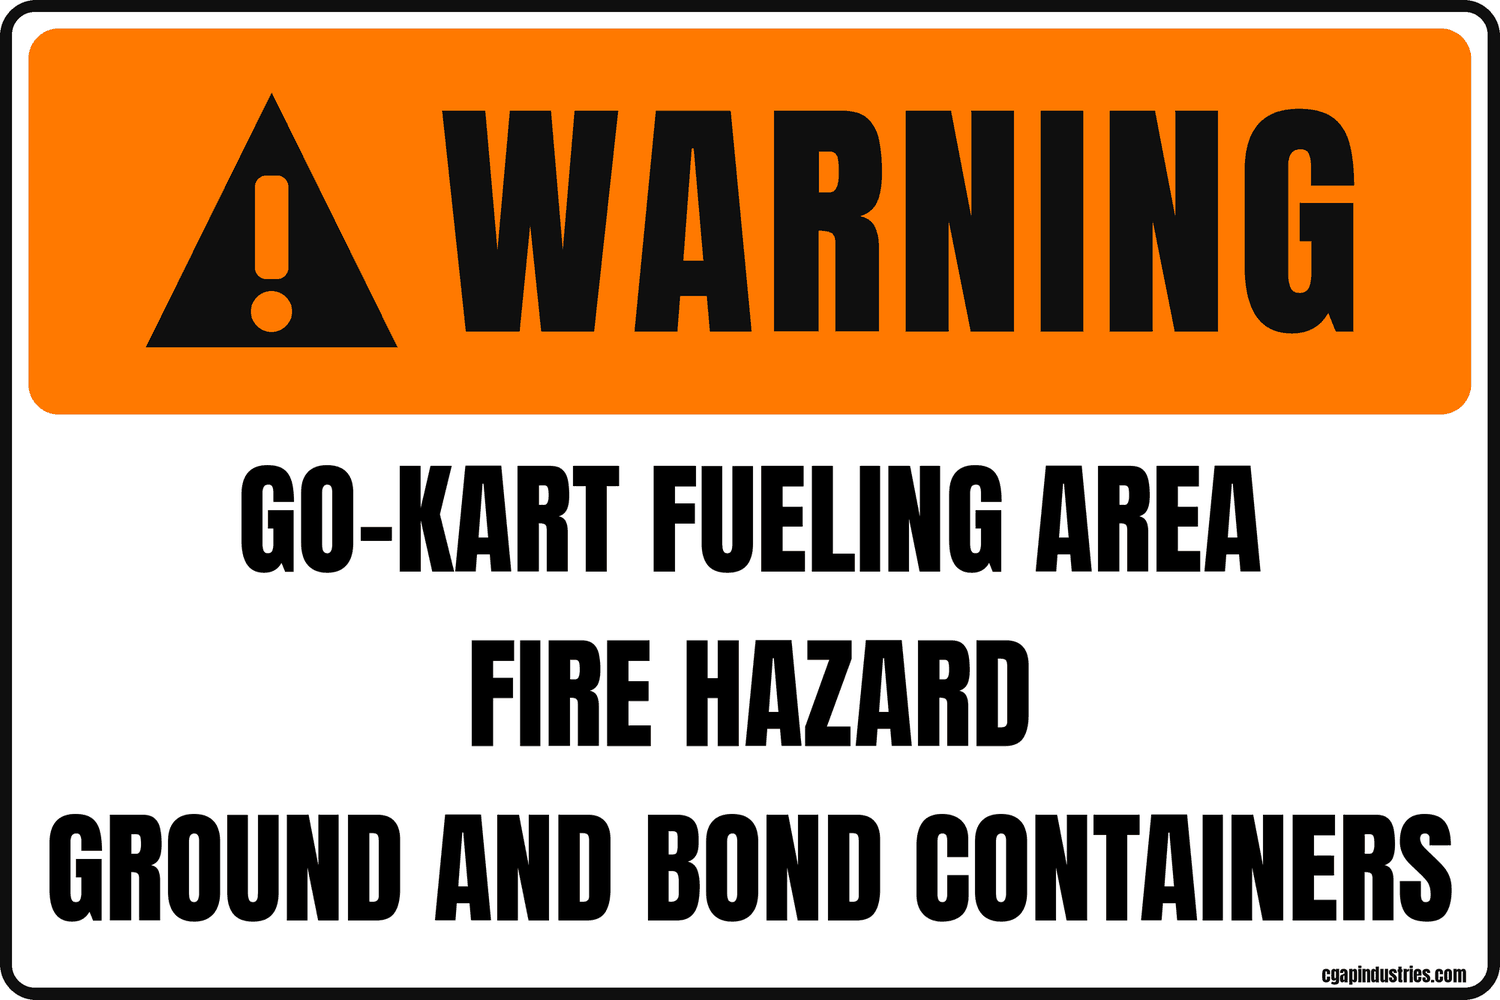 WARNING
GO-KART FUELING AREA
FIRE HAZARD
GROUND AND BOND CONTAINERS
cgapindustries.com